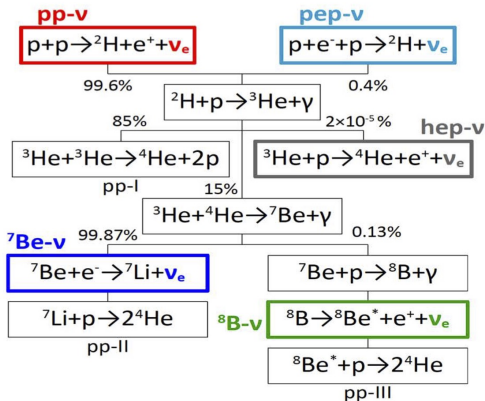 pp-ν pep-ν
p+p→²H+e⁺+νₑ p+e⁻+p→²H+νₑ
99.6% 0.4%
²H+p→³He+γ
85% 2×10⁻⁵%
hep-ν
³He+³He→⁴He+2p ³He+p→⁴He+e⁺+νₑ
pp-I
15%
³He+⁴He→⁷Be+γ
⁷Be-ν 99.87% 0.13%
⁷Be+e⁻→⁷Li+νₑ ⁷Be+p→⁸B+γ
⁷Li+p→2⁴He ⁸B-ν ⁸B→⁸Be*+e⁺+νₑ
pp-II
⁸Be*+p→2⁴He
pp-III